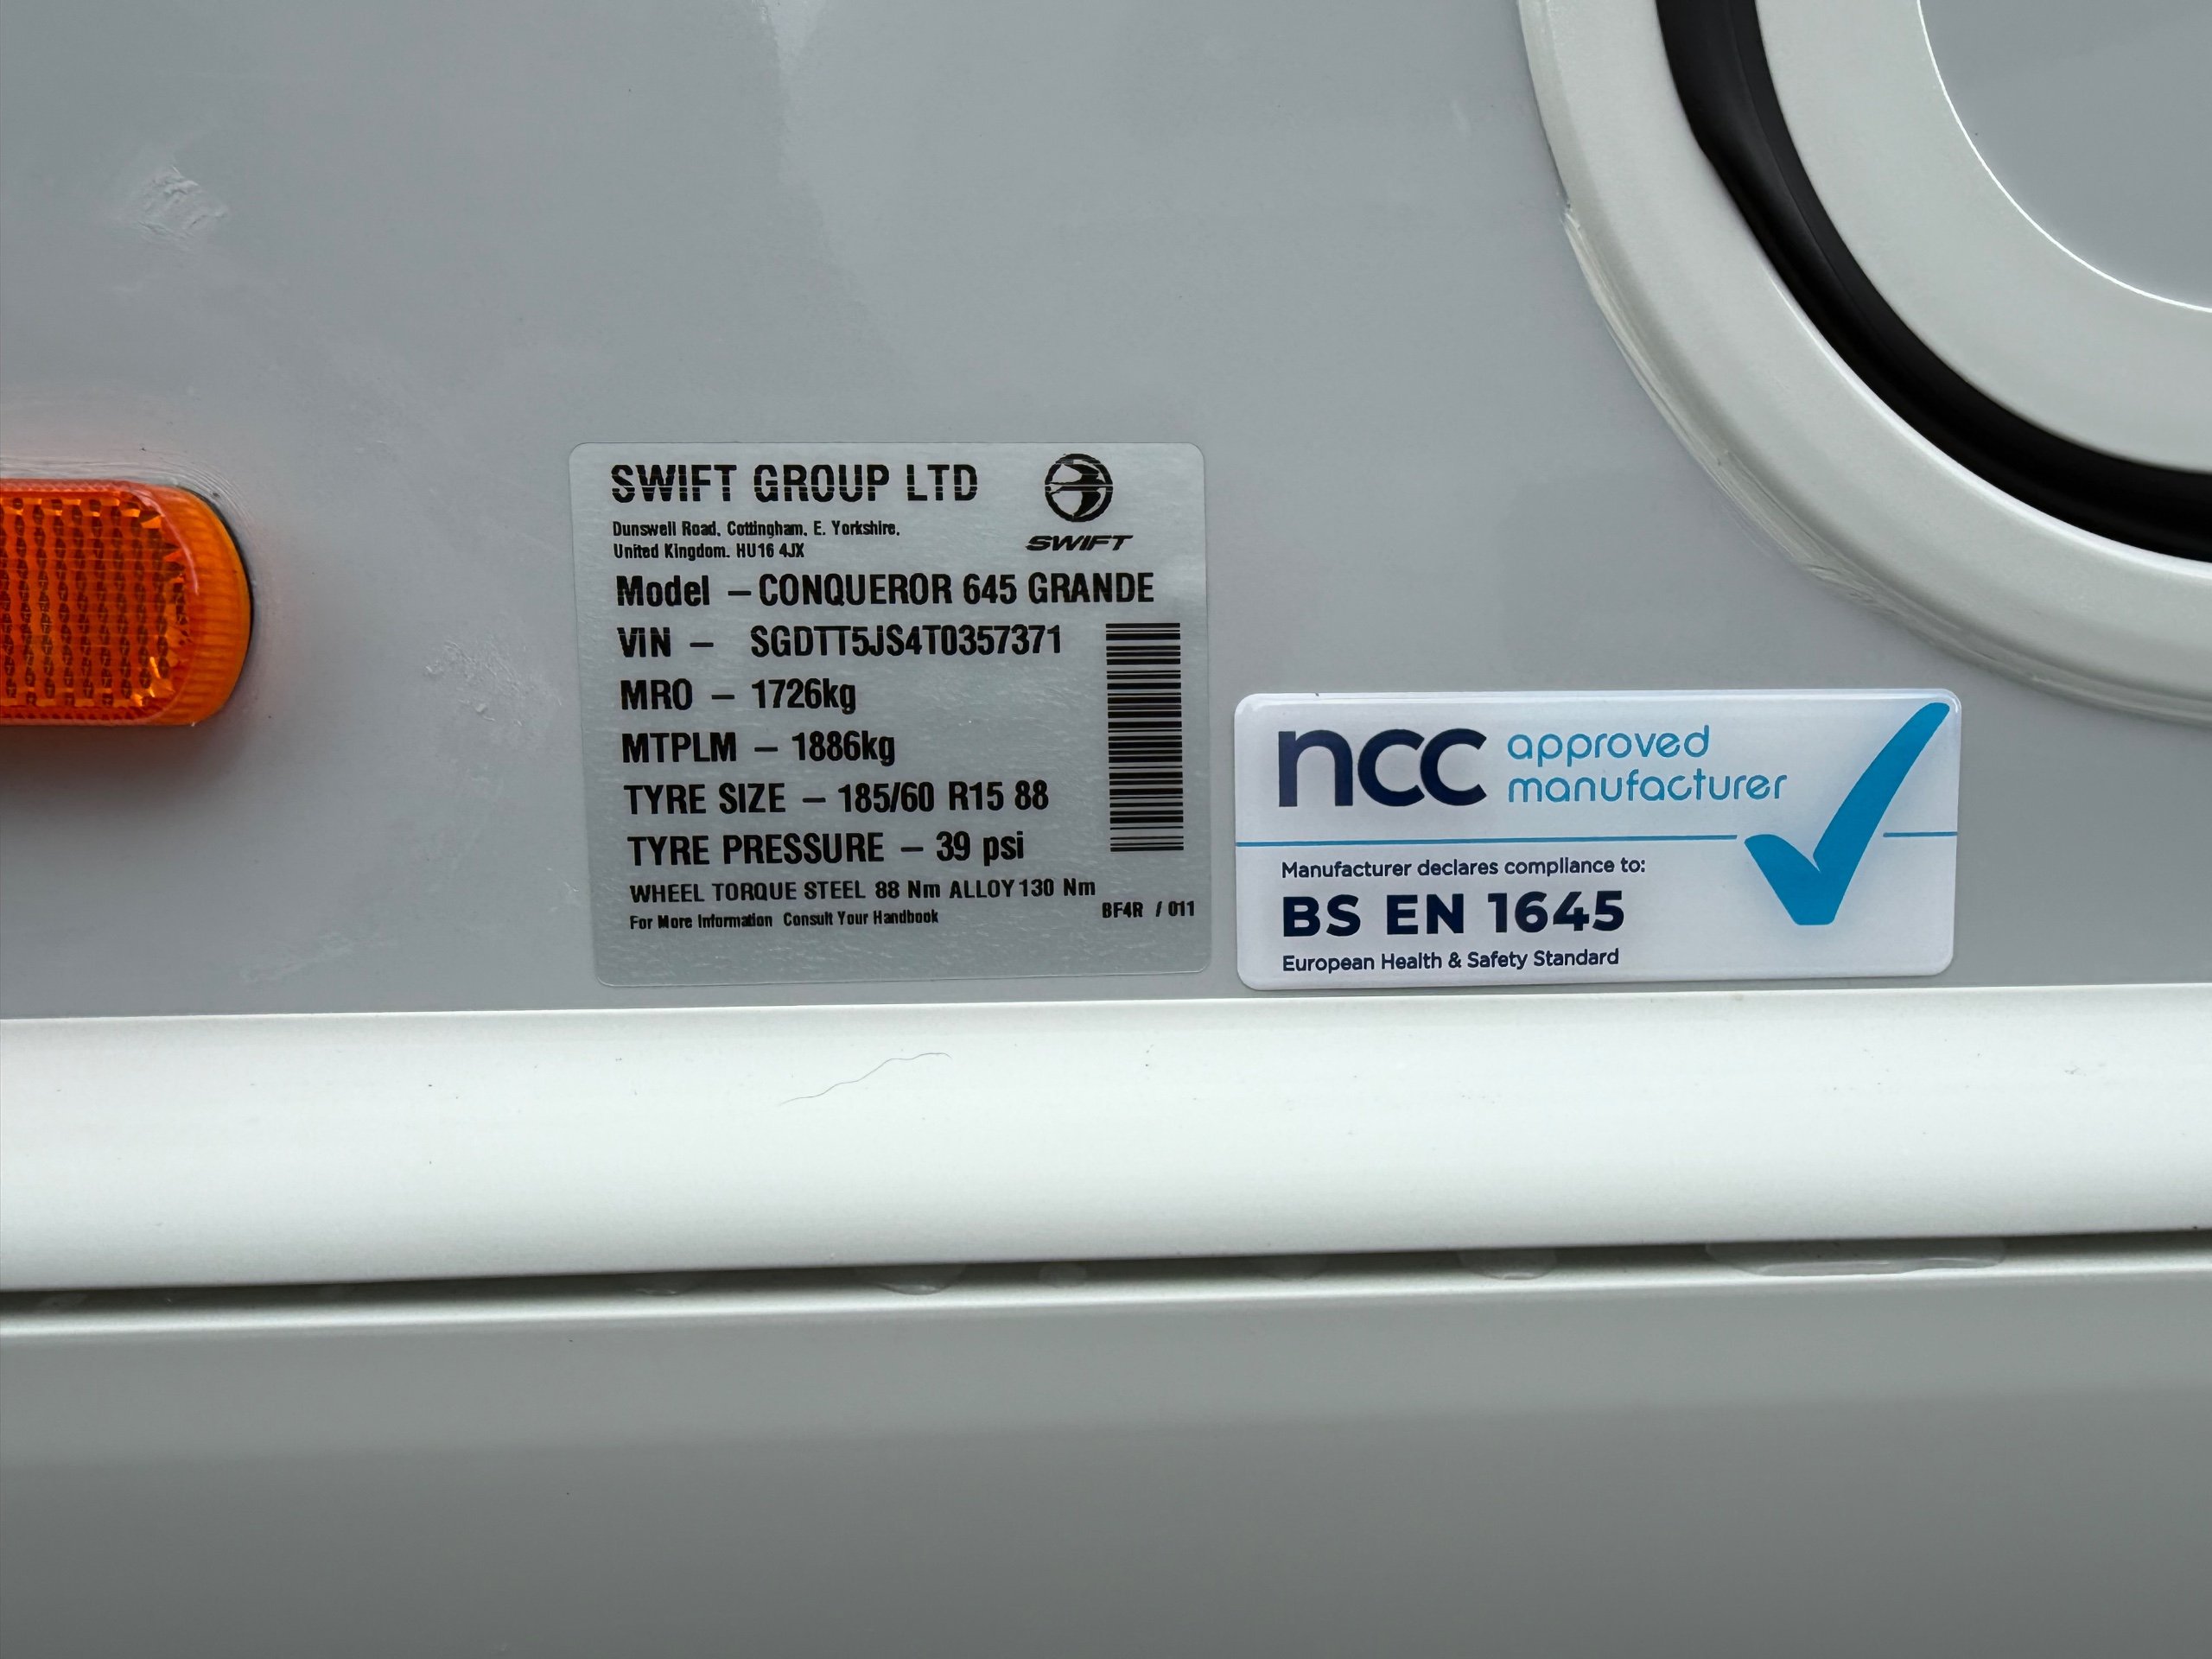 SWIFT GROUP LTD
SWIFT
Dunswell Road, Cottingham, E. Yorkshire,
United Kingdom. HU16 4JX
Model – CONQUEROR 645 GRANDE
VIN – SGDTT5JS4T0357371
MRO – 1726kg
MTPLM – 1886kg
TYRE SIZE – 185/60 R15 88
TYRE PRESSURE – 39 psi
WHEEL TORQUE STEEL 88 Nm ALLOY 130 Nm
For More Information Consult Your Handbook
BF4R / 011
ncc approved
manufacturer
Manufacturer declares compliance to:
BS EN 1645
European Health & Safety Standard